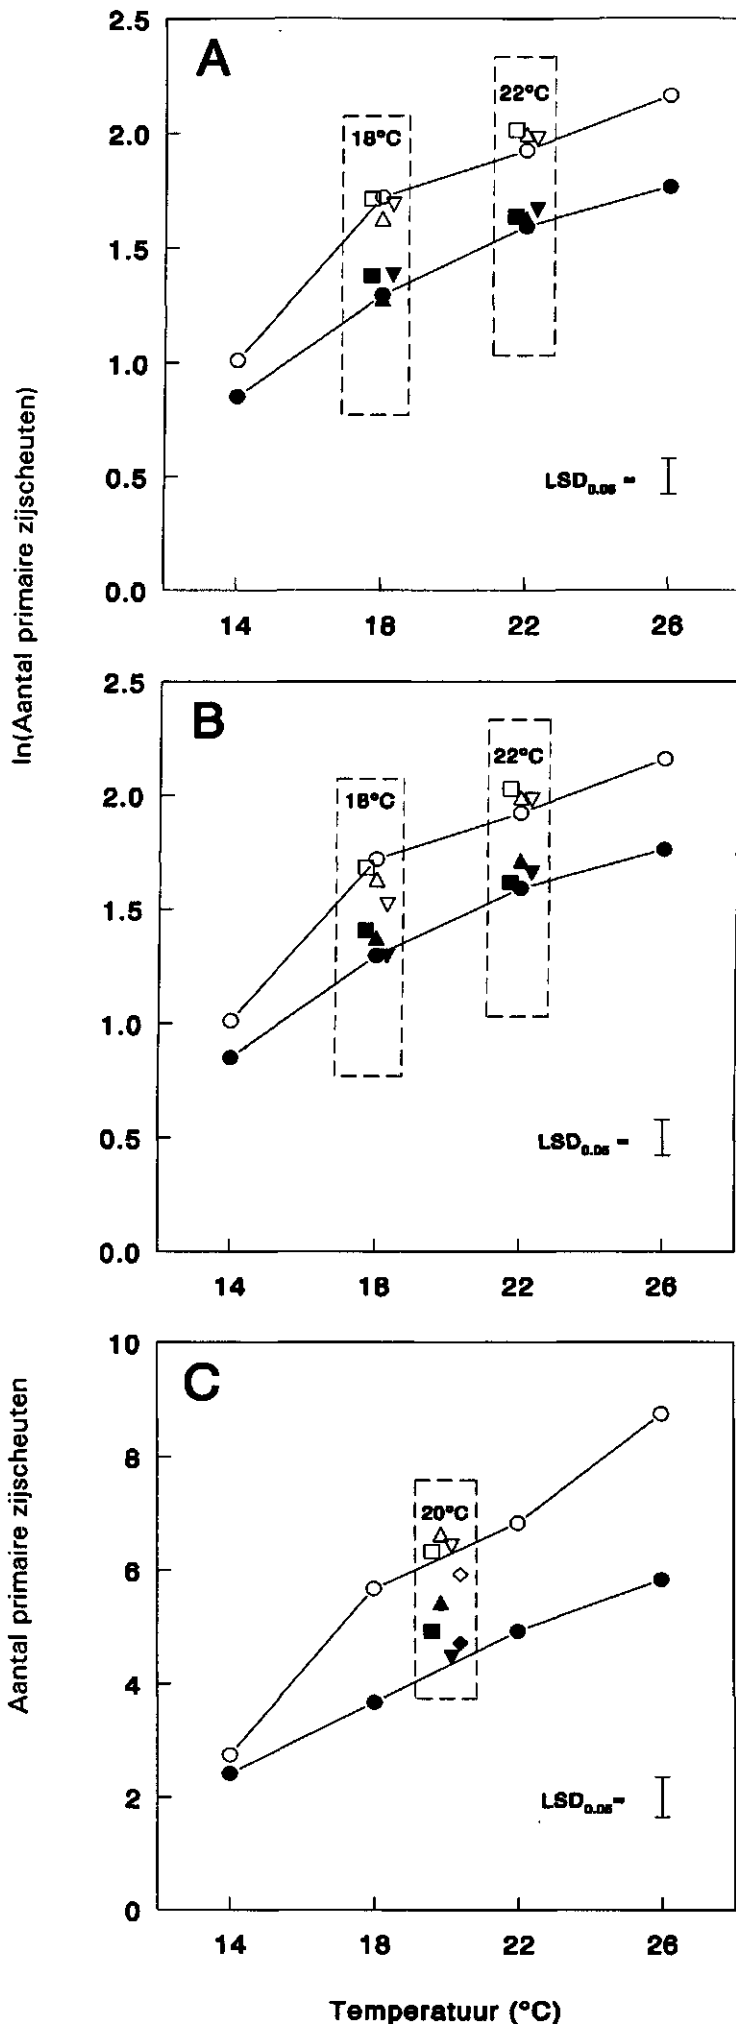 2.5
A
22°C
2.0
18°C
1.5
1.0
0.5
LSD0.05 =
0.0
14 18 22 26
ln(Aantal primaire zijscheuten)
2.5
B
22°C
2.0
18°C
1.5
1.0
0.5
LSD0.05 =
0.0
14 18 22 26
10
C
8
20°C
6
4
2
LSD0.05=
0
14 18 22 26
Aantal primaire zijscheuten
Temperatuur (°C)